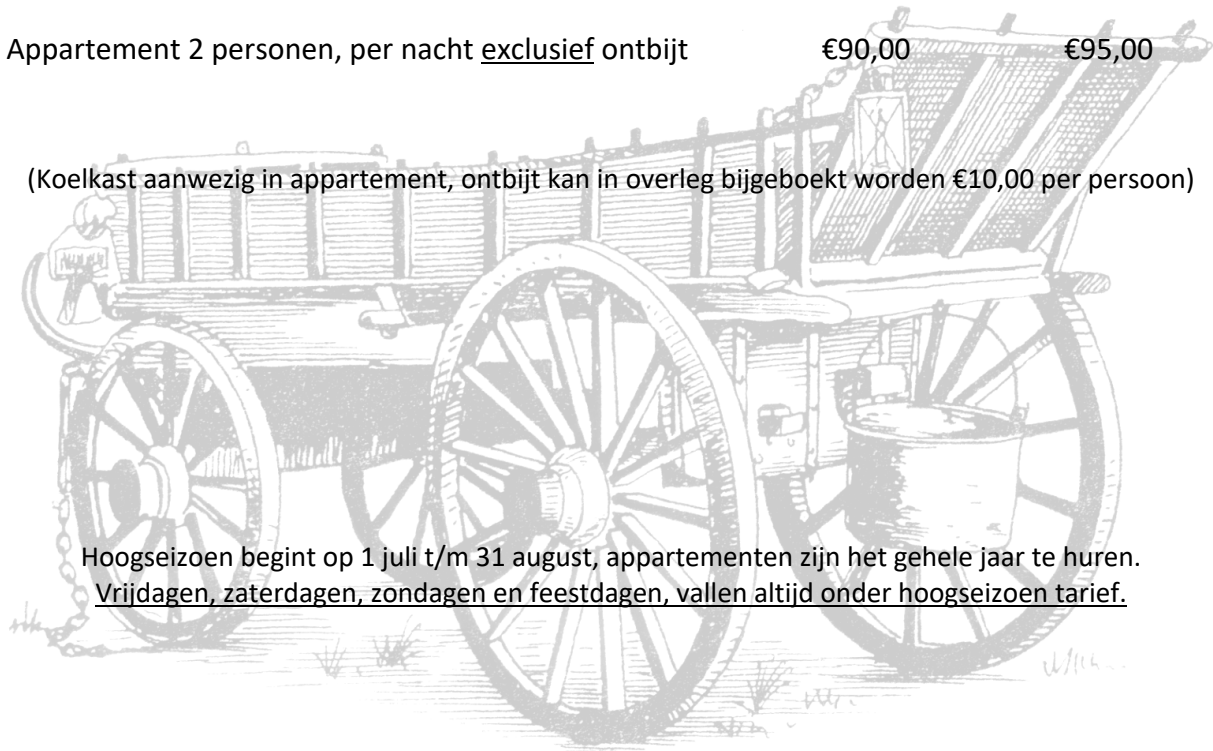 Appartement 2 personen, per nacht exclusief ontbijt €90,00 €95,00
(Koelkast aanwezig in appartement, ontbijt kan in overleg bijgeboekt worden €10,00 per persoon)
Hoogseizoen begint op 1 juli t/m 31 august, appartementen zijn het gehele jaar te huren.
Vrijdagen, zaterdagen, zondagen en feestdagen, vallen altijd onder hoogseizoen tarief.